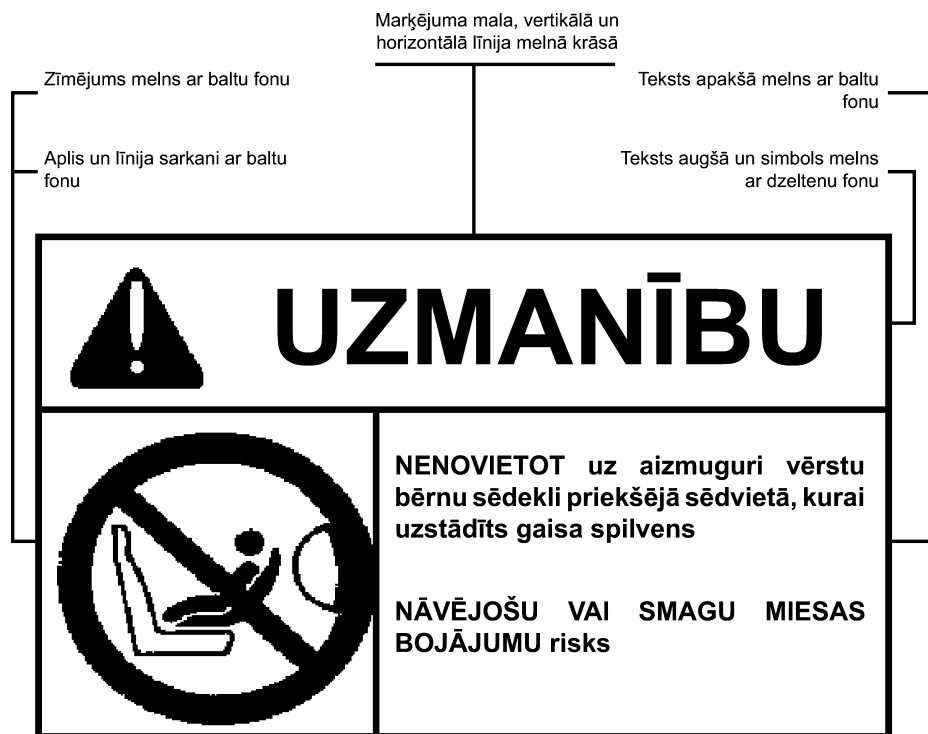 Marķējuma mala, vertikālā un
horizontālā līnija melnā krāsā
Zīmējums melns ar baltu fonu
Teksts apakšā melns ar baltu
fonu
Aplis un līnija sarkani ar baltu
fonu
Teksts augšā un simbols melns
ar dzeltenu fonu
UZMANĪBU
NENOVIETOT uz aizmuguri vērstu
bērnu sēdekli priekšējā sēdvietā, kurai
uzstādīts gaisa spilvens
NĀVĒJOŠU VAI SMAGU MIESAS
BOJĀJUMU risks